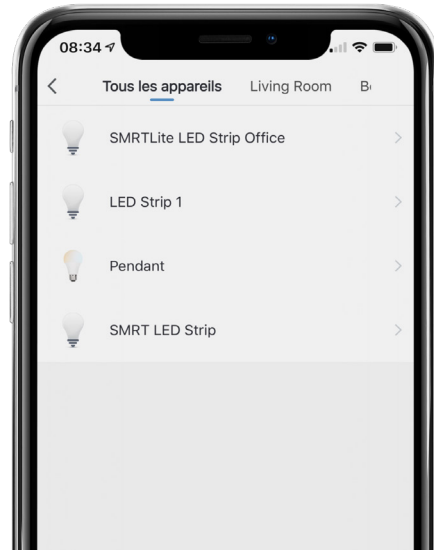 08:34
Tous les appareils Living Room
SMRTLite LED Strip Office
LED Strip 1
Pendant
SMRT LED Strip